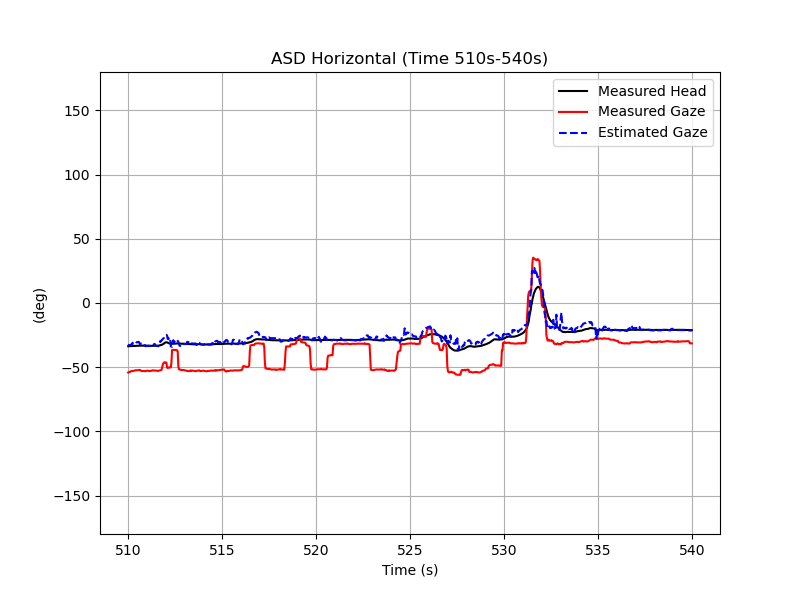 ASD Horizontal (Time 510s-540s)
Measured Head
Measured Gaze
Estimated Gaze
150
100
50
0
−50
−100
−150
(deg)
510 515 520 525 530 535 540
Time (s)